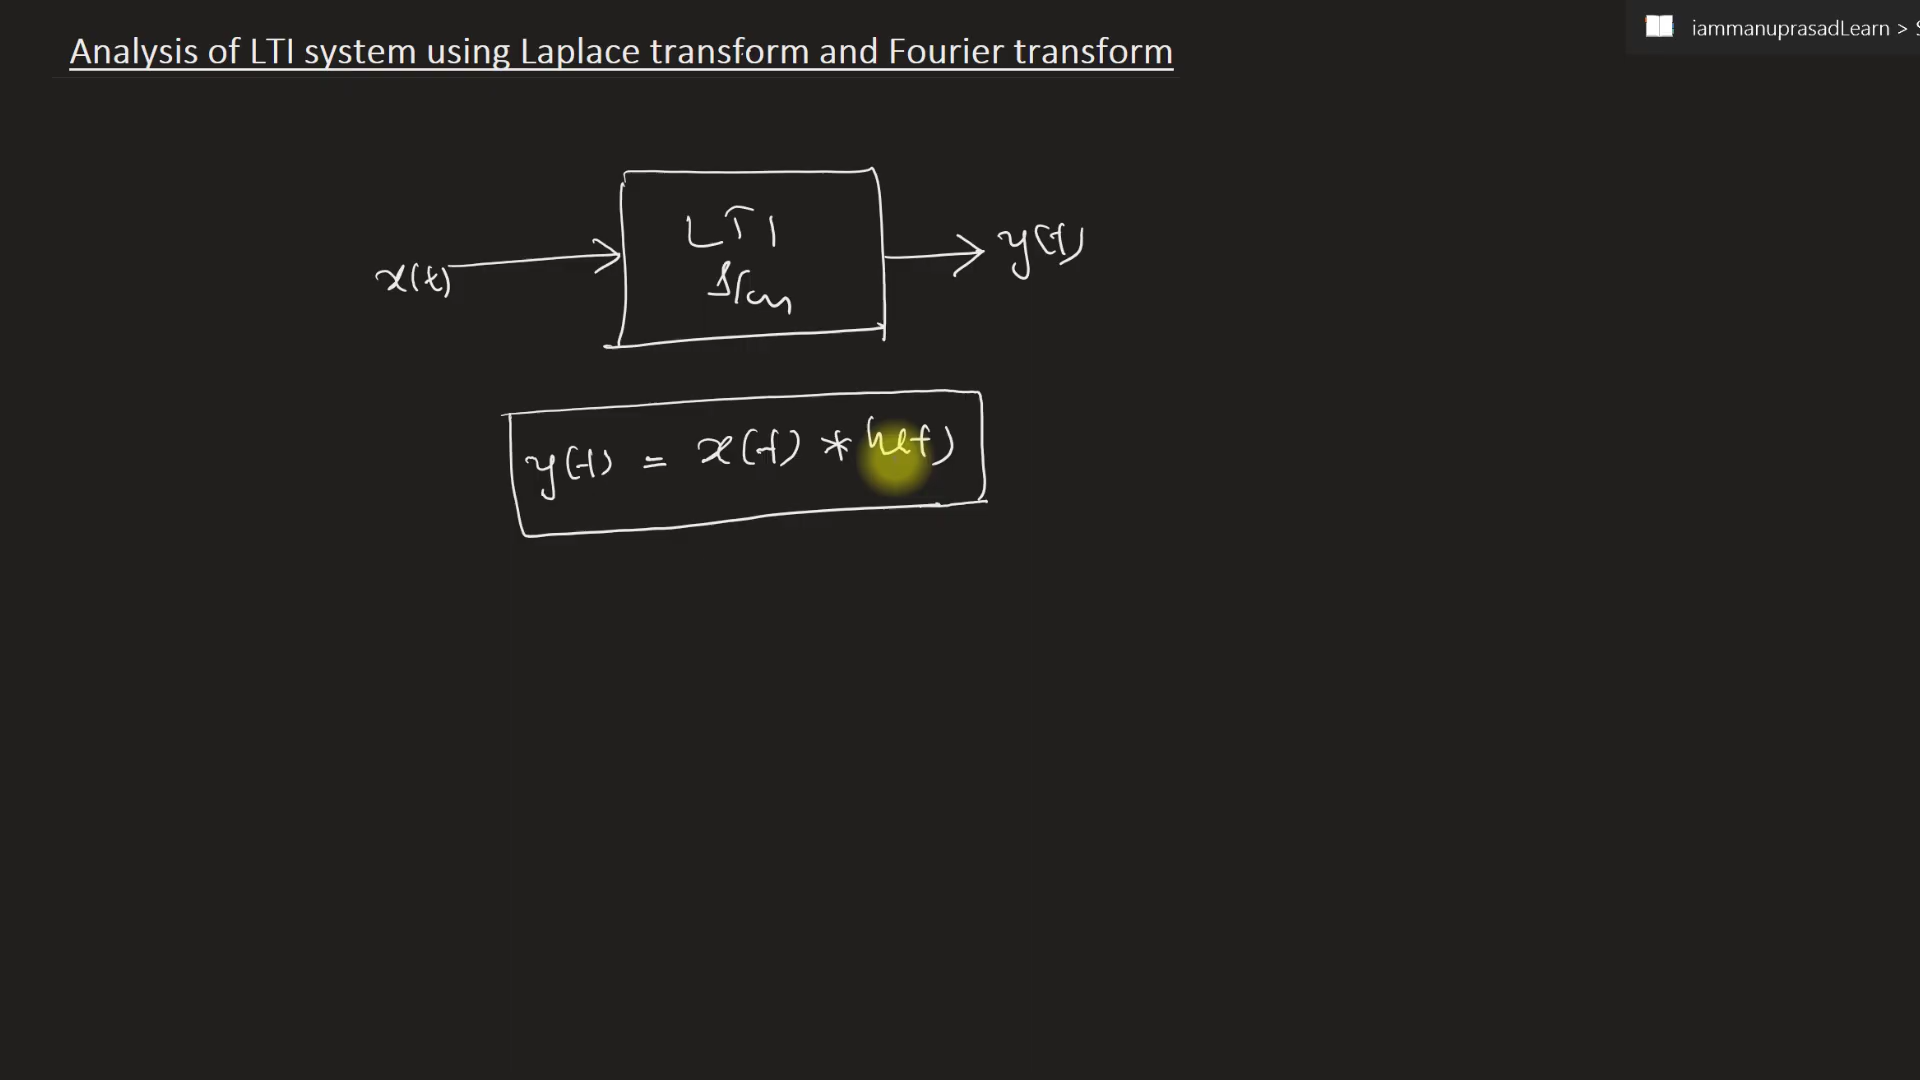 iammanuprasadLearn > S
Analysis of LTI system using Laplace transform and Fourier transform
LTI
x(t)
y(t)
y(t) = x(t) * h(t)